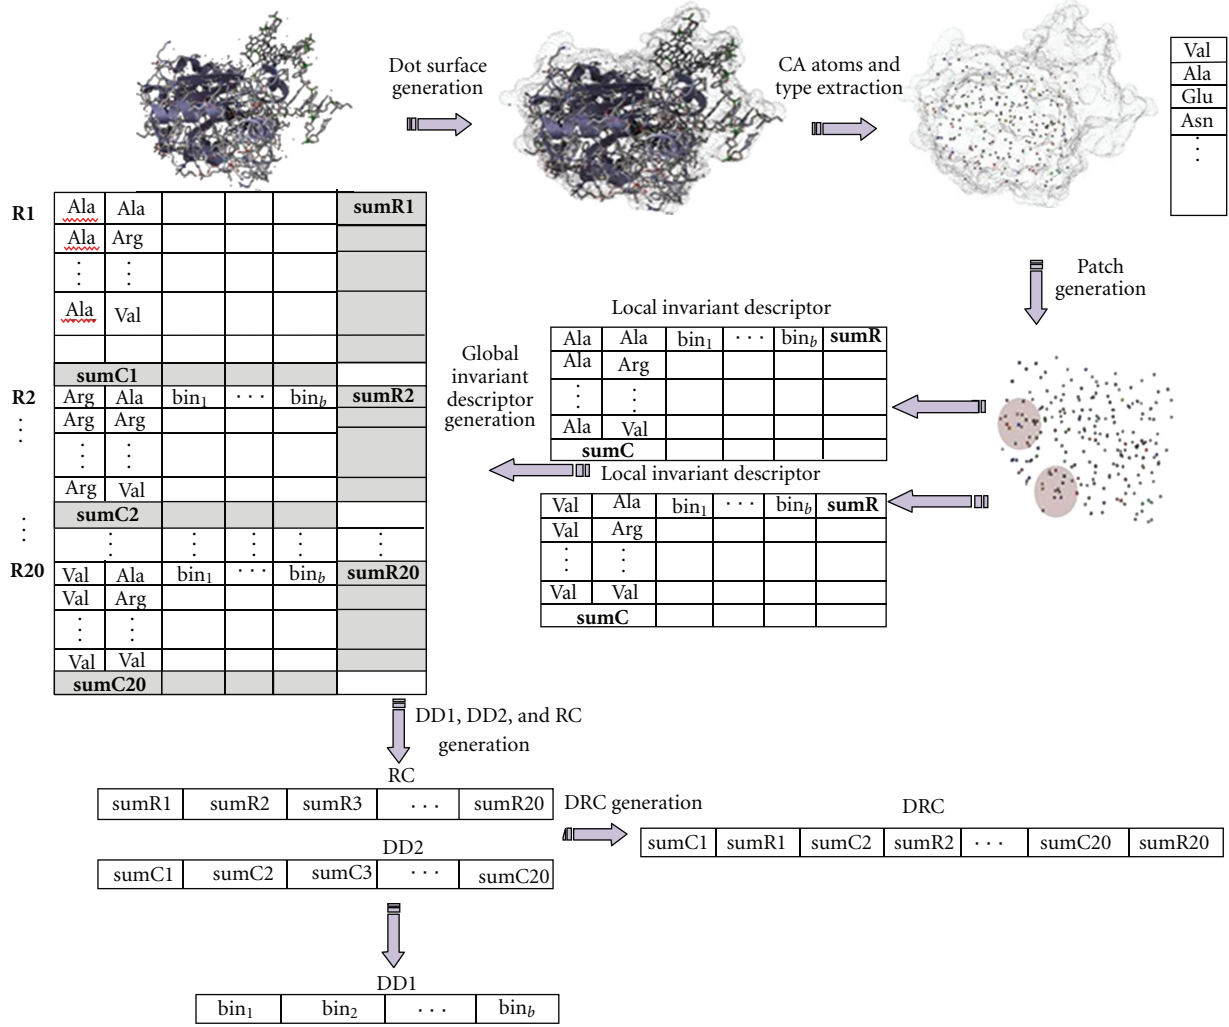 Dot surface
generation
CA atoms and
type extraction
Val
Ala
Glu
Asn
⋮
Patch
generation
R1
Ala Ala sumR1
Ala Arg
⋮ ⋮
Ala Val
sumC1
R2 Arg Ala bin1 ··· binb sumR2
⋮ Arg Arg
⋮ ⋮
Arg Val
sumC2
⋮ ⋮ ⋮ ⋮ ⋮ ⋮
R20 Val Ala bin1 ··· binb sumR20
Val Arg
⋮ ⋮
Val Val
sumC20
Global
invariant
descriptor
generation
Local invariant descriptor
Ala Ala bin1 ··· binb sumR
Ala Arg
⋮ ⋮
Ala Val
sumC
Local invariant descriptor
Val Ala bin1 ··· binb sumR
Val Arg
⋮ ⋮
Val Val
sumC
DD1, DD2, and RC
generation
RC
sumR1 sumR2 sumR3 ··· sumR20
DD2
sumC1 sumC2 sumC3 ··· sumC20
DRC generation
DRC
sumC1 sumR1 sumC2 sumR2 ··· sumC20 sumR20
DD1
bin1 bin2 ··· binb